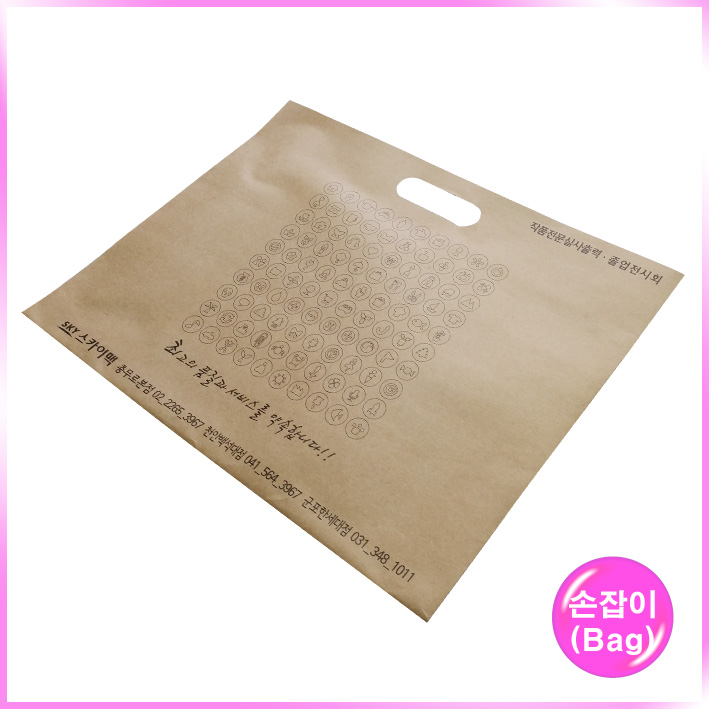 작품전문실사출력 · 졸업전시회
최고의 품질과 서비스를 약속합니다!!
SKY 스카이맥 충무로본점 02_2265_3967 천안백석대점 041_564_3967 군포한세대점 031_348_1011
손잡이
(Bag)